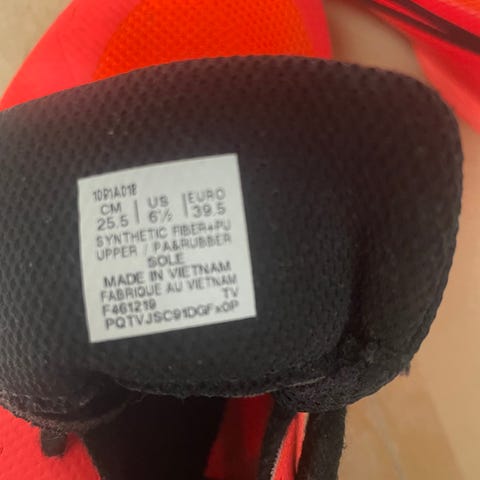 1091A018
CM US EURO
25.5 6½ 39.5
SYNTHETIC FIBER+PU
UPPER / PA&RUBBER
SOLE
MADE IN VIETNAM
FABRIQUE AU VIETNAM
F461219 TV
PQTVJSC91DGFx0P